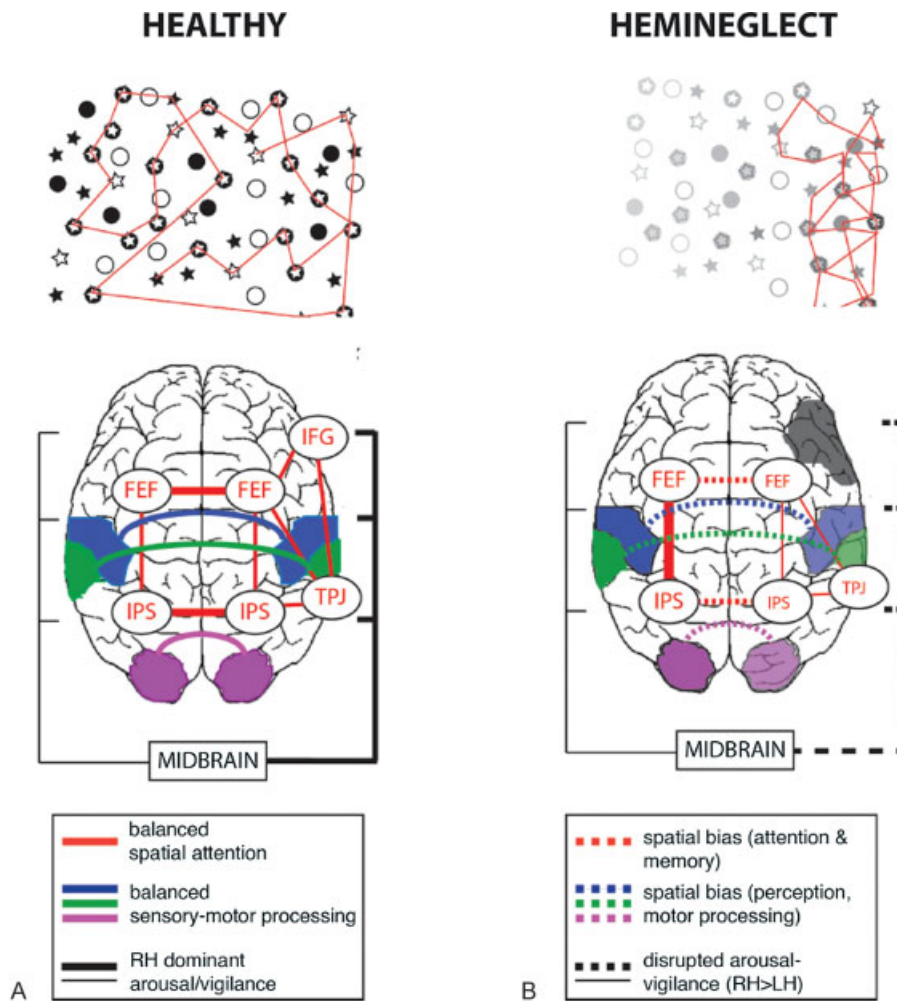 HEALTHY
HEMINEGLECT
IFG
FEF
FEF
IPS
IPS
TPJ
MIDBRAIN
FEF
FEF
IPS
IPS
TPJ
MIDBRAIN
balanced
spatial attention
balanced
sensory-motor processing
RH dominant
arousal/vigilance
A
spatial bias (attention &
memory)
spatial bias (perception,
motor processing)
disrupted arousal-
vigilance (RH>LH)
B